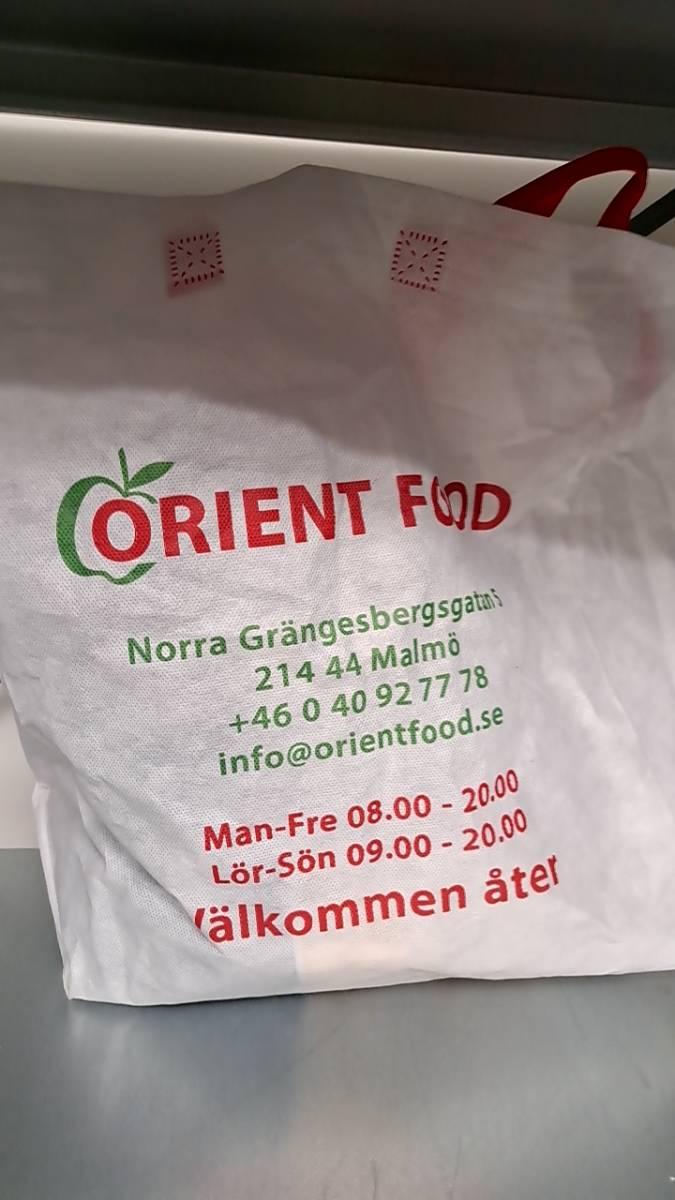 ORIENT FOOD
Norra Grängesbergsgatan 5
214 44 Malmö
+46 0 40 92 77 78
info@orientfood.se
Man-Fre 08.00 - 20.00
Lör-Sön 09.00 - 20.00
Välkommen åter